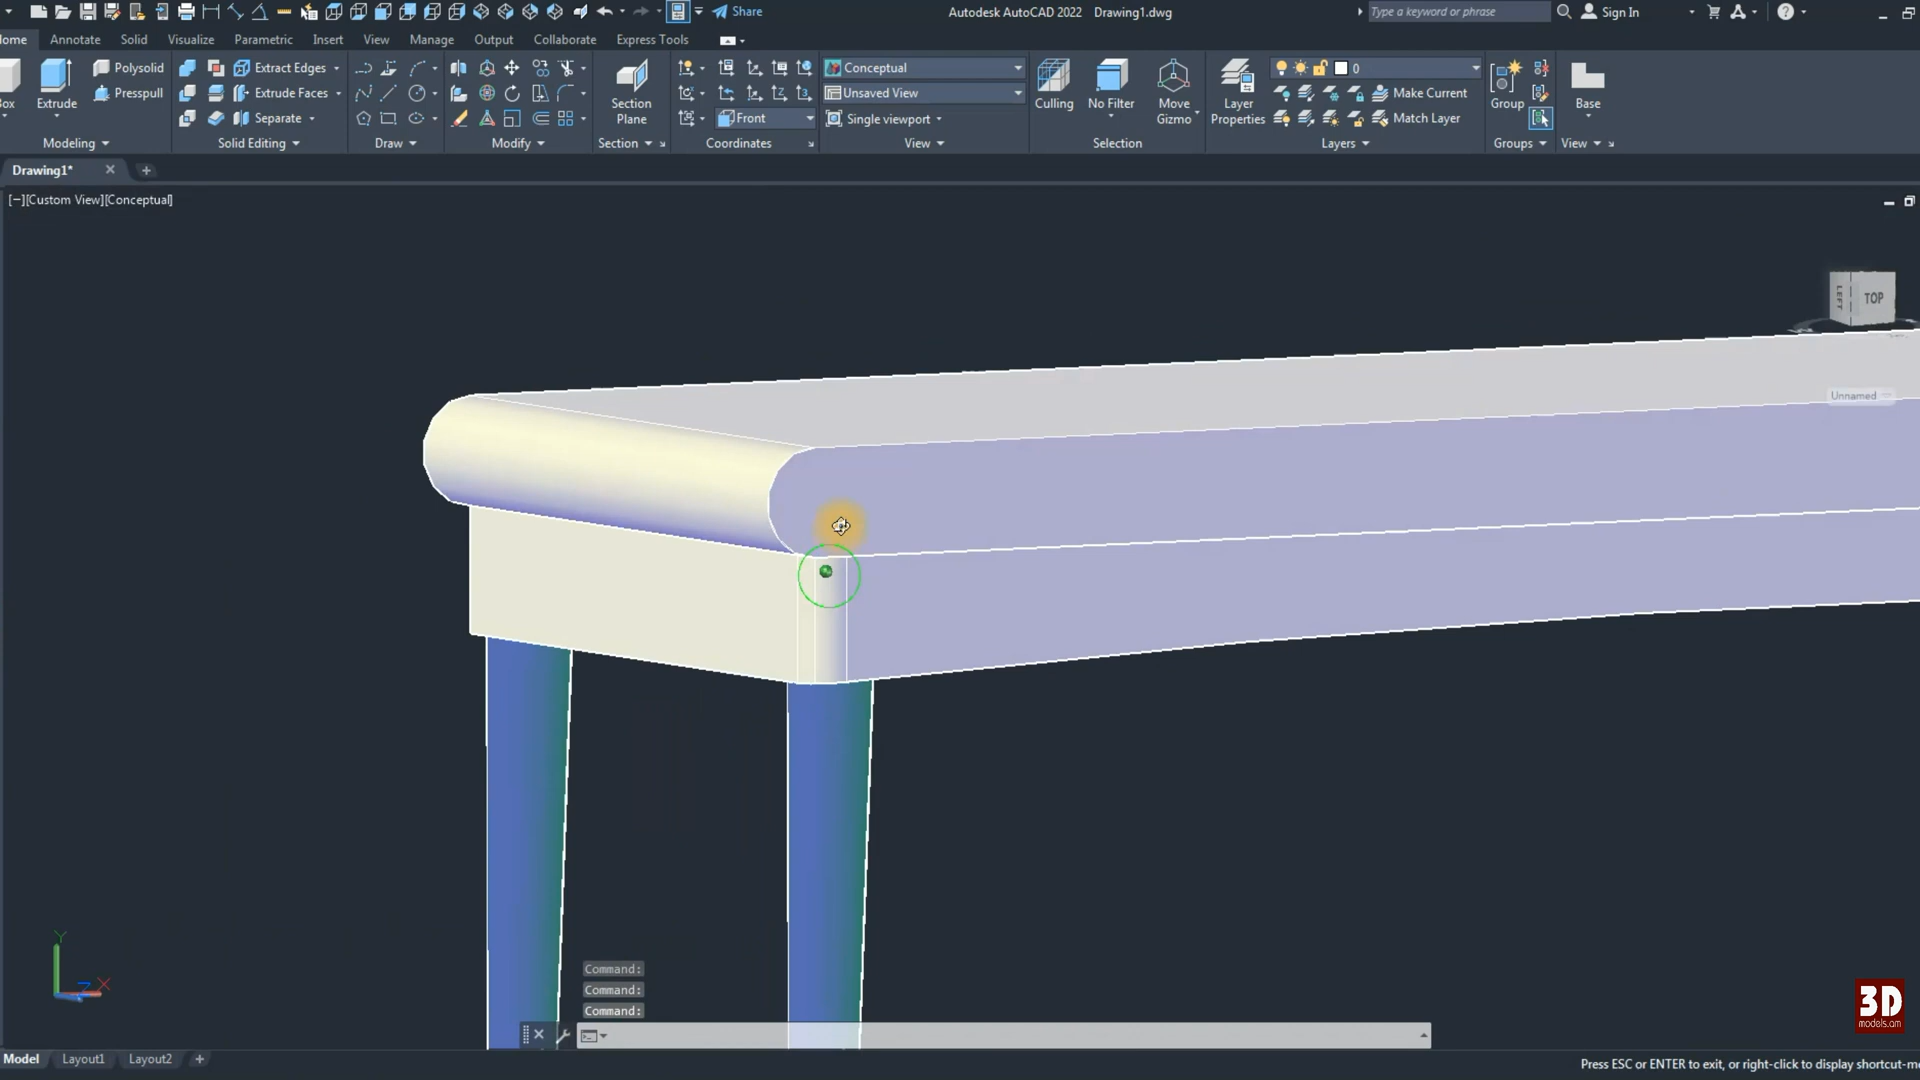 Share
Autodesk AutoCAD 2022 Drawing1.dwg
Type a keyword or phrase
Sign In
Annotate Solid Visualize Parametric Insert View Manage Output Collaborate Express Tools
Polysolid
Extrude
Presspull
Extrude Edges
Extrude Faces
Separate
Section
Plane
Front
Conceptual
Unsaved View
Single viewport
Culling
No Filter
Move
Gizmo
Layer
Properties
0
Make Current
Match Layer
Group
Base
Modeling Solid Editing Draw Modify Section Coordinates View Selection Layers Groups View
Drawing1*
[−][Custom View][Conceptual]
LEFT TOP
Unnamed
Y
Z X
Command:
Command:
Command:
3D
models.am
Model Layout1 Layout2
Press ESC or ENTER to exit, or right-click to display shortcut-m